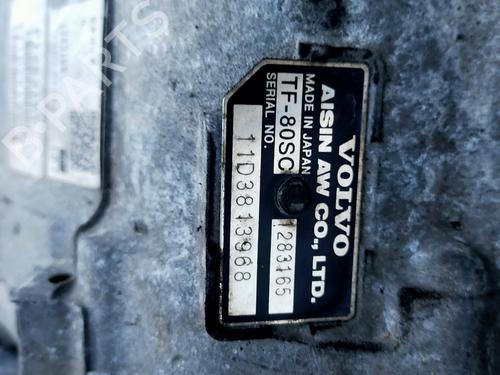 VOLVO
AISIN AW CO., LTD.
MADE IN JAPAN
TF-80SC 1283165
SERIAL NO.
11D3813968
PARTS